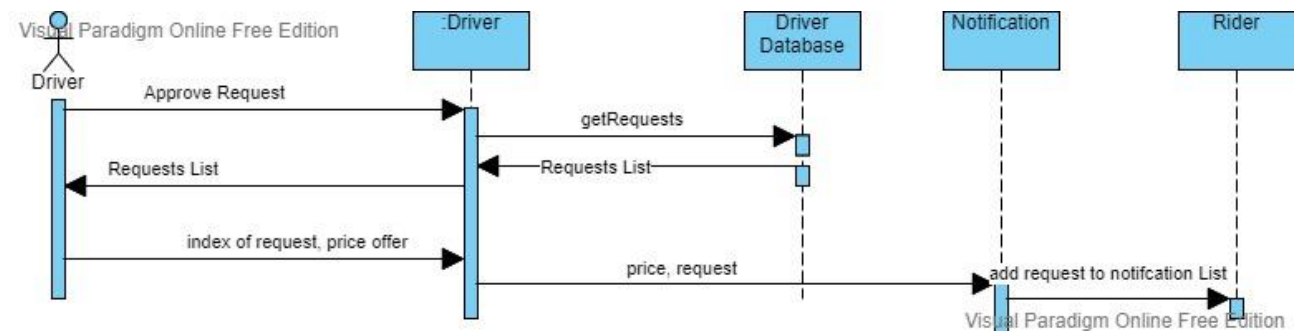 Visual Paradigm Online Free Edition
:Driver
Driver
Database
Notification
Rider
Driver
Approve Request
getRequests
Requests List
Requests List
index of request, price offer
price, request
add request to notifcation List
Visual Paradigm Online Free Edition